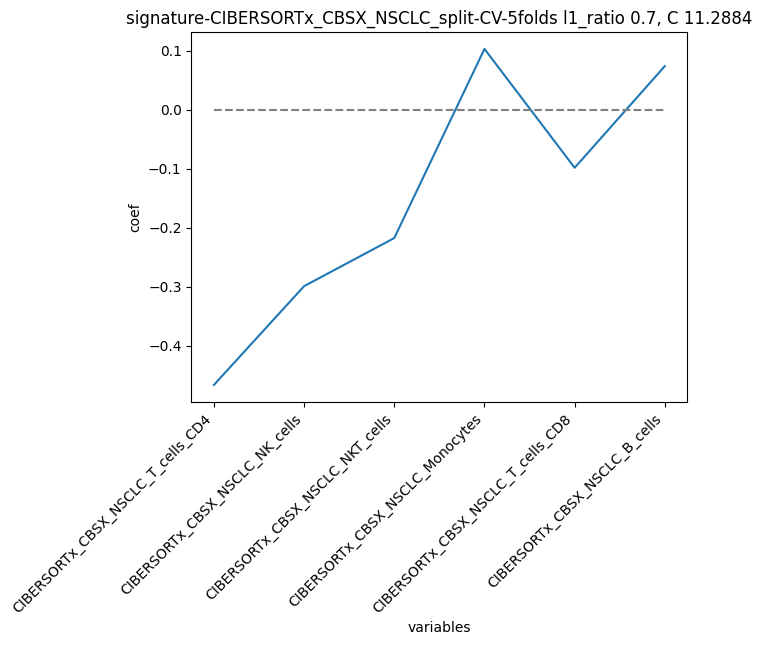 signature-CIBERSORTx_CBSX_NSCLC_split-CV-5folds l1_ratio 0.7, C 11.2884
0.1
0.0
−0.1
−0.2
−0.3
−0.4
coef
CIBERSORTx_CBSX_NSCLC_T_cells_CD4
CIBERSORTx_CBSX_NSCLC_NK_cells
CIBERSORTx_CBSX_NSCLC_NKT_cells
CIBERSORTx_CBSX_NSCLC_Monocytes
CIBERSORTx_CBSX_NSCLC_T_cells_CD8
CIBERSORTx_CBSX_NSCLC_B_cells
variables